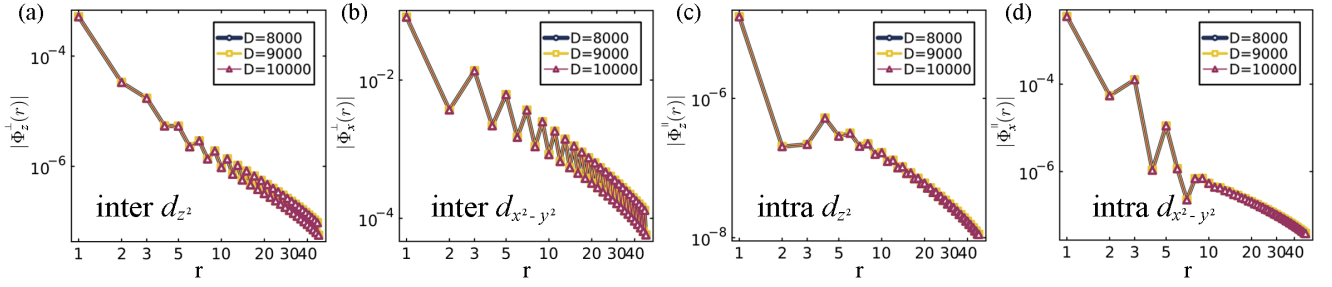 (a)
|Φ_z^⊥(r)|
10⁻⁴
10⁻⁶
D=8000
D=9000
D=10000
inter d_{z²}
1 2 3 5 10 20 30 40
r
(b)
|Φ_x^⊥(r)|
10⁻²
10⁻⁴
D=8000
D=9000
D=10000
inter d_{x²-y²}
1 2 3 5 10 20 30 40
r
(c)
|Φ_z^∥(r)|
10⁻⁶
10⁻⁸
D=8000
D=9000
D=10000
intra d_{z²}
1 2 3 5 10 20 30 40
r
(d)
|Φ_x^∥(r)|
10⁻⁴
10⁻⁶
D=8000
D=9000
D=10000
intra d_{x²-y²}
1 2 3 5 10 20 30 40
r